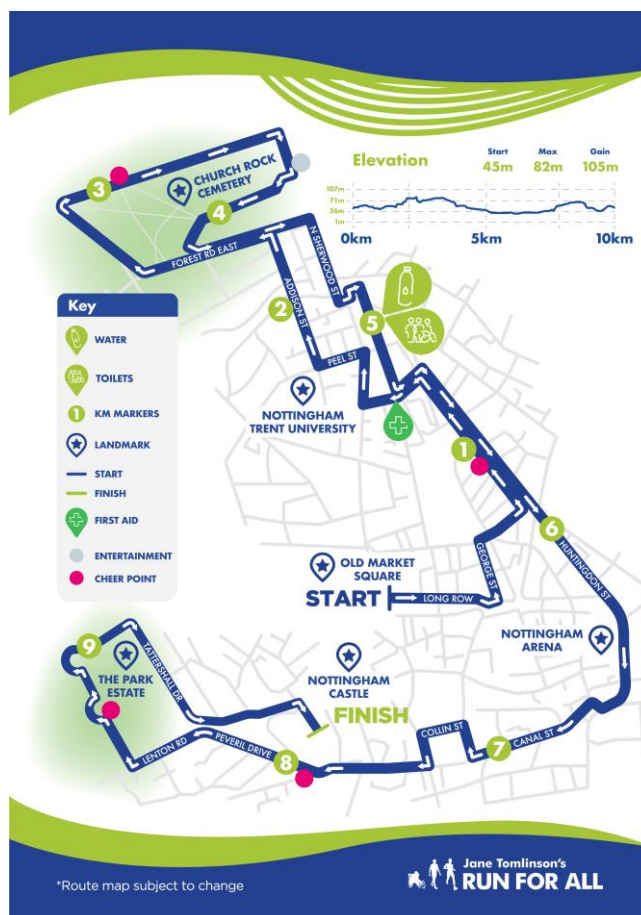 Elevation
Start
45m
Max
82m
Gain
105m
107m
71m
36m
1m
0km
5km
10km
3
CHURCH ROCK
CEMETERY
4
FOREST RD EAST
N SHERWOOD ST
ADDISON ST
2
5
PEEL ST
NOTTINGHAM
TRENT UNIVERSITY
1
Key
WATER
TOILETS
1
KM MARKERS
LANDMARK
START
FINISH
FIRST AID
ENTERTAINMENT
CHEER POINT
6
HUNTINGDON ST
GEORGE ST
OLD MARKET
SQUARE
START
LONG ROW
NOTTINGHAM
ARENA
9
TATTERSHALL DR
THE PARK
ESTATE
NOTTINGHAM
CASTLE
FINISH
LENTON RD
PEVERIL DRIVE
8
COLLIN ST
7
CANAL ST
*Route map subject to change
Jane Tomlinson's
RUN FOR ALL